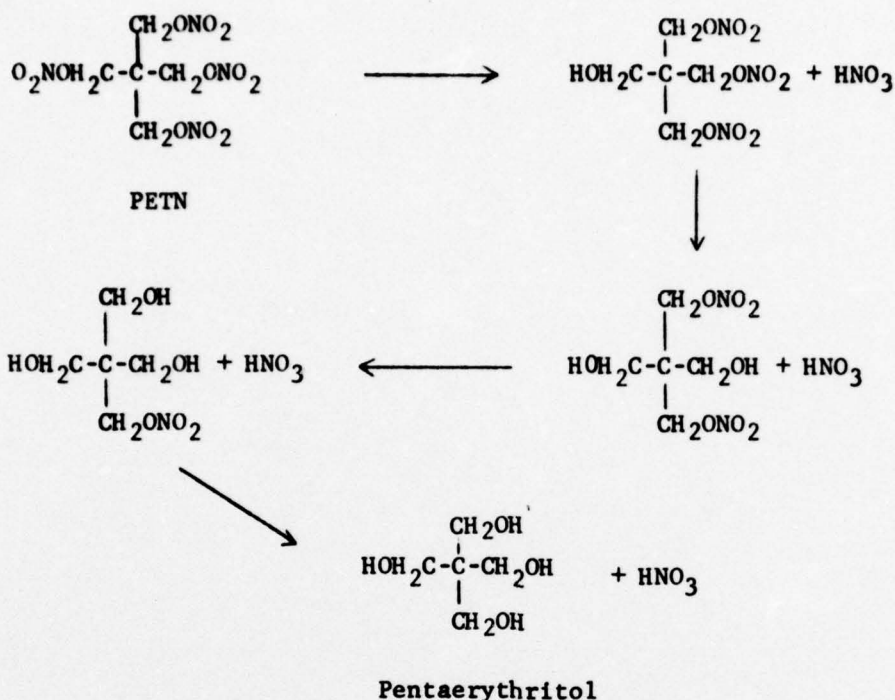 CH2ONO2 CH2ONO2
O2NOH2C-C-CH2ONO2 HOH2C-C-CH2ONO2 + HNO3
CH2ONO2 CH2ONO2
PETN
CH2OH CH2ONO2
HOH2C-C-CH2OH + HNO3 HOH2C-C-CH2OH + HNO3
CH2ONO2 CH2ONO2
CH2OH
HOH2C-C-CH2OH + HNO3
CH2OH
Pentaerythritol